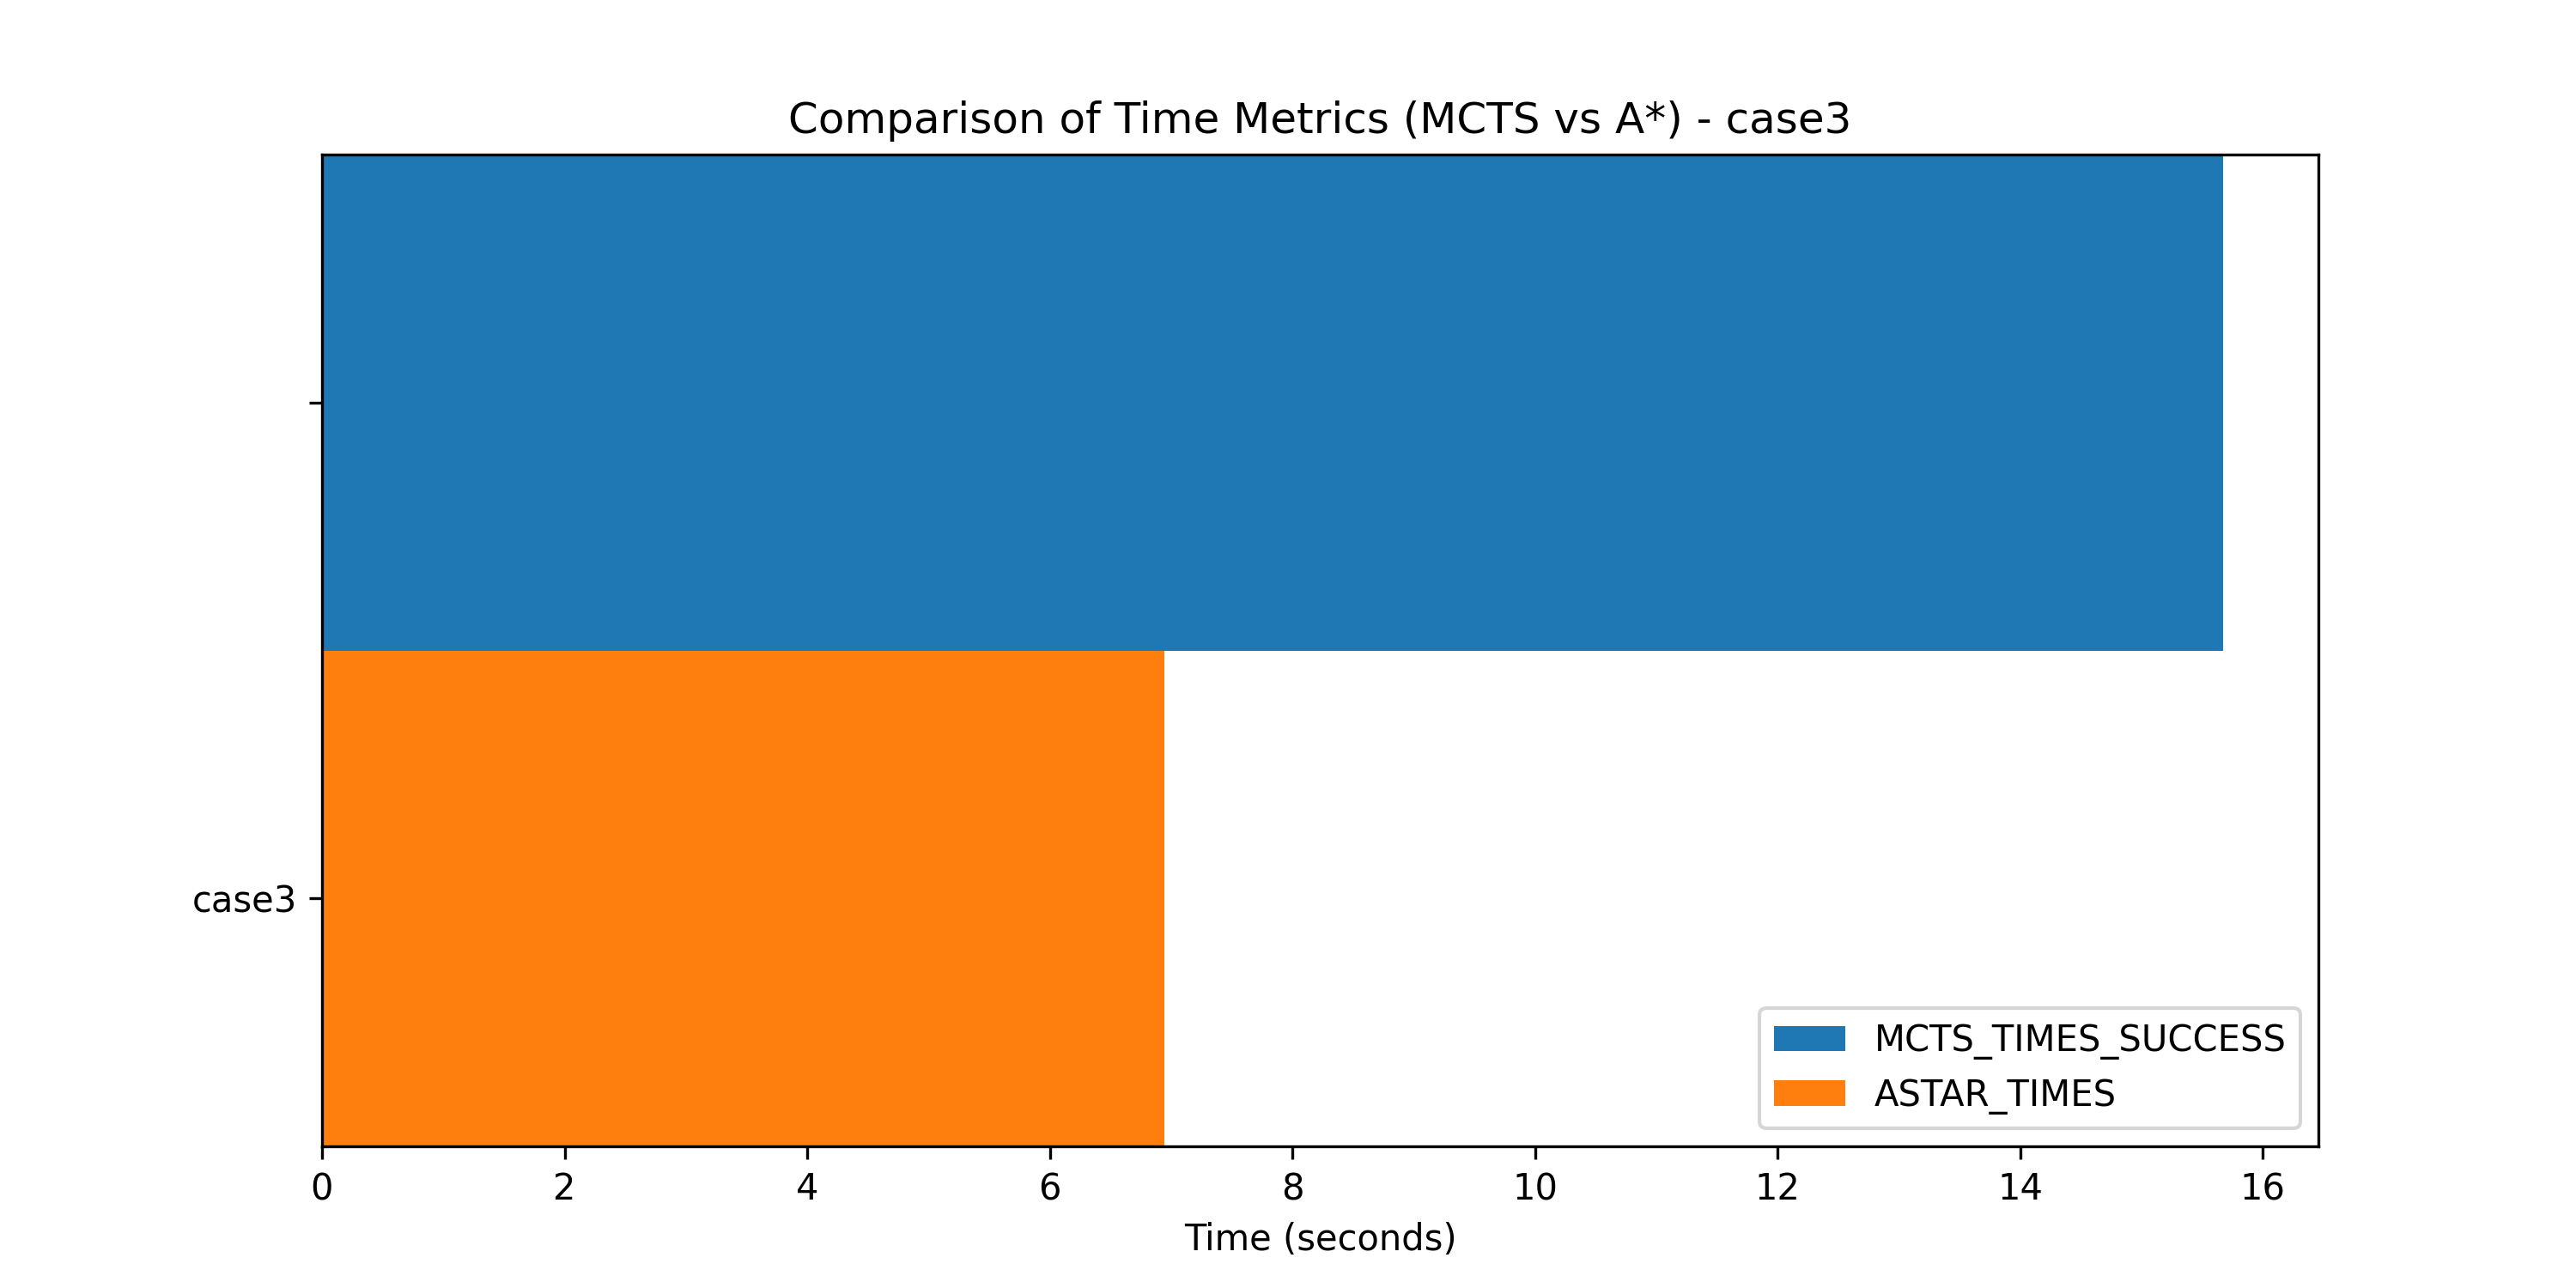 Comparison of Time Metrics (MCTS vs A*) - case3
case3
MCTS_TIMES_SUCCESS
ASTAR_TIMES
0 2 4 6 8 10 12 14 16
Time (seconds)